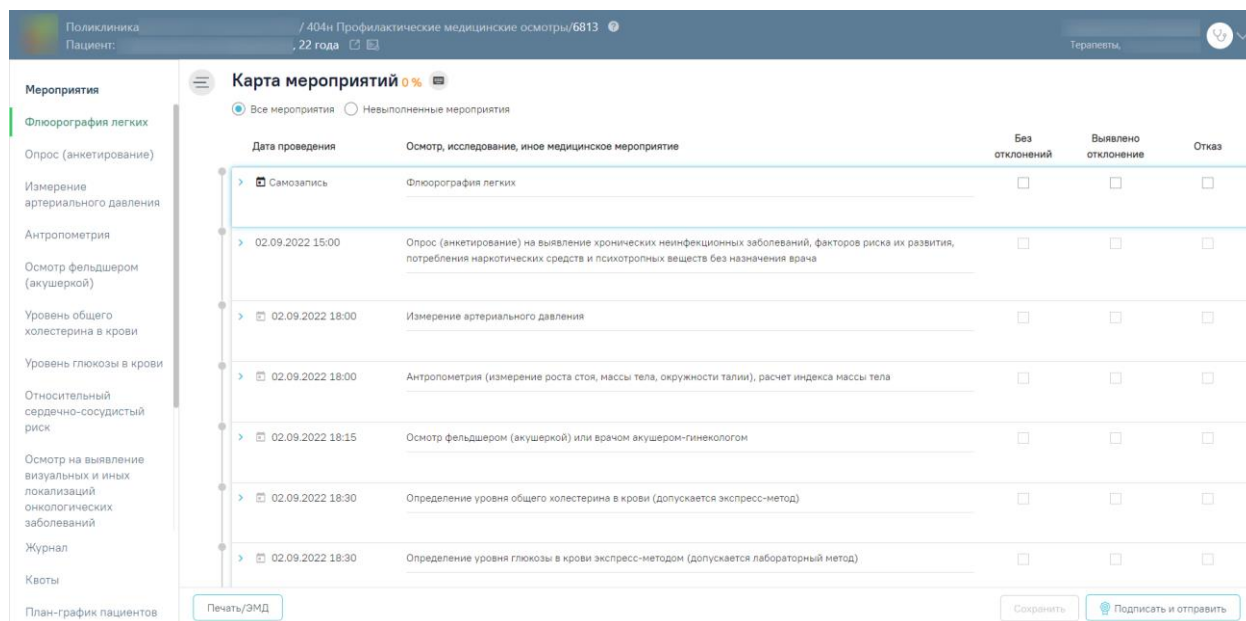 Поликлиника / 404н Профилактические медицинские осмотры/6813 ?
Пациент: , 22 года
Терапевты,
Мероприятия
Флюорография легких
Опрос (анкетирование)
Измерение
артериального давления
Антропометрия
Осмотр фельдшером
(акушеркой)
Уровень общего
холестерина в крови
Уровень глюкозы в крови
Относительный
сердечно-сосудистый
риск
Осмотр на выявление
визуальных и иных
локализаций
онкологических
заболеваний
Журнал
Квоты
План-график пациентов
Карта мероприятий 0 %
Все мероприятия Невыполненные мероприятия
Дата проведения Осмотр, исследование, иное медицинское мероприятие Без отклонений Выявлено отклонение Отказ
Самозапись Флюорография легких
02.09.2022 15:00 Опрос (анкетирование) на выявление хронических неинфекционных заболеваний, факторов риска их развития,
потребления наркотических средств и психотропных веществ без назначения врача
02.09.2022 18:00 Измерение артериального давления
02.09.2022 18:00 Антропометрия (измерение роста стоя, массы тела, окружности талии), расчет индекса массы тела
02.09.2022 18:15 Осмотр фельдшером (акушеркой) или врачом акушером-гинекологом
02.09.2022 18:30 Определение уровня общего холестерина в крови (допускается экспресс-метод)
02.09.2022 18:30 Определение уровня глюкозы в крови экспресс-методом (допускается лабораторный метод)
Печать/ЭМД Сохранить Подписать и отправить